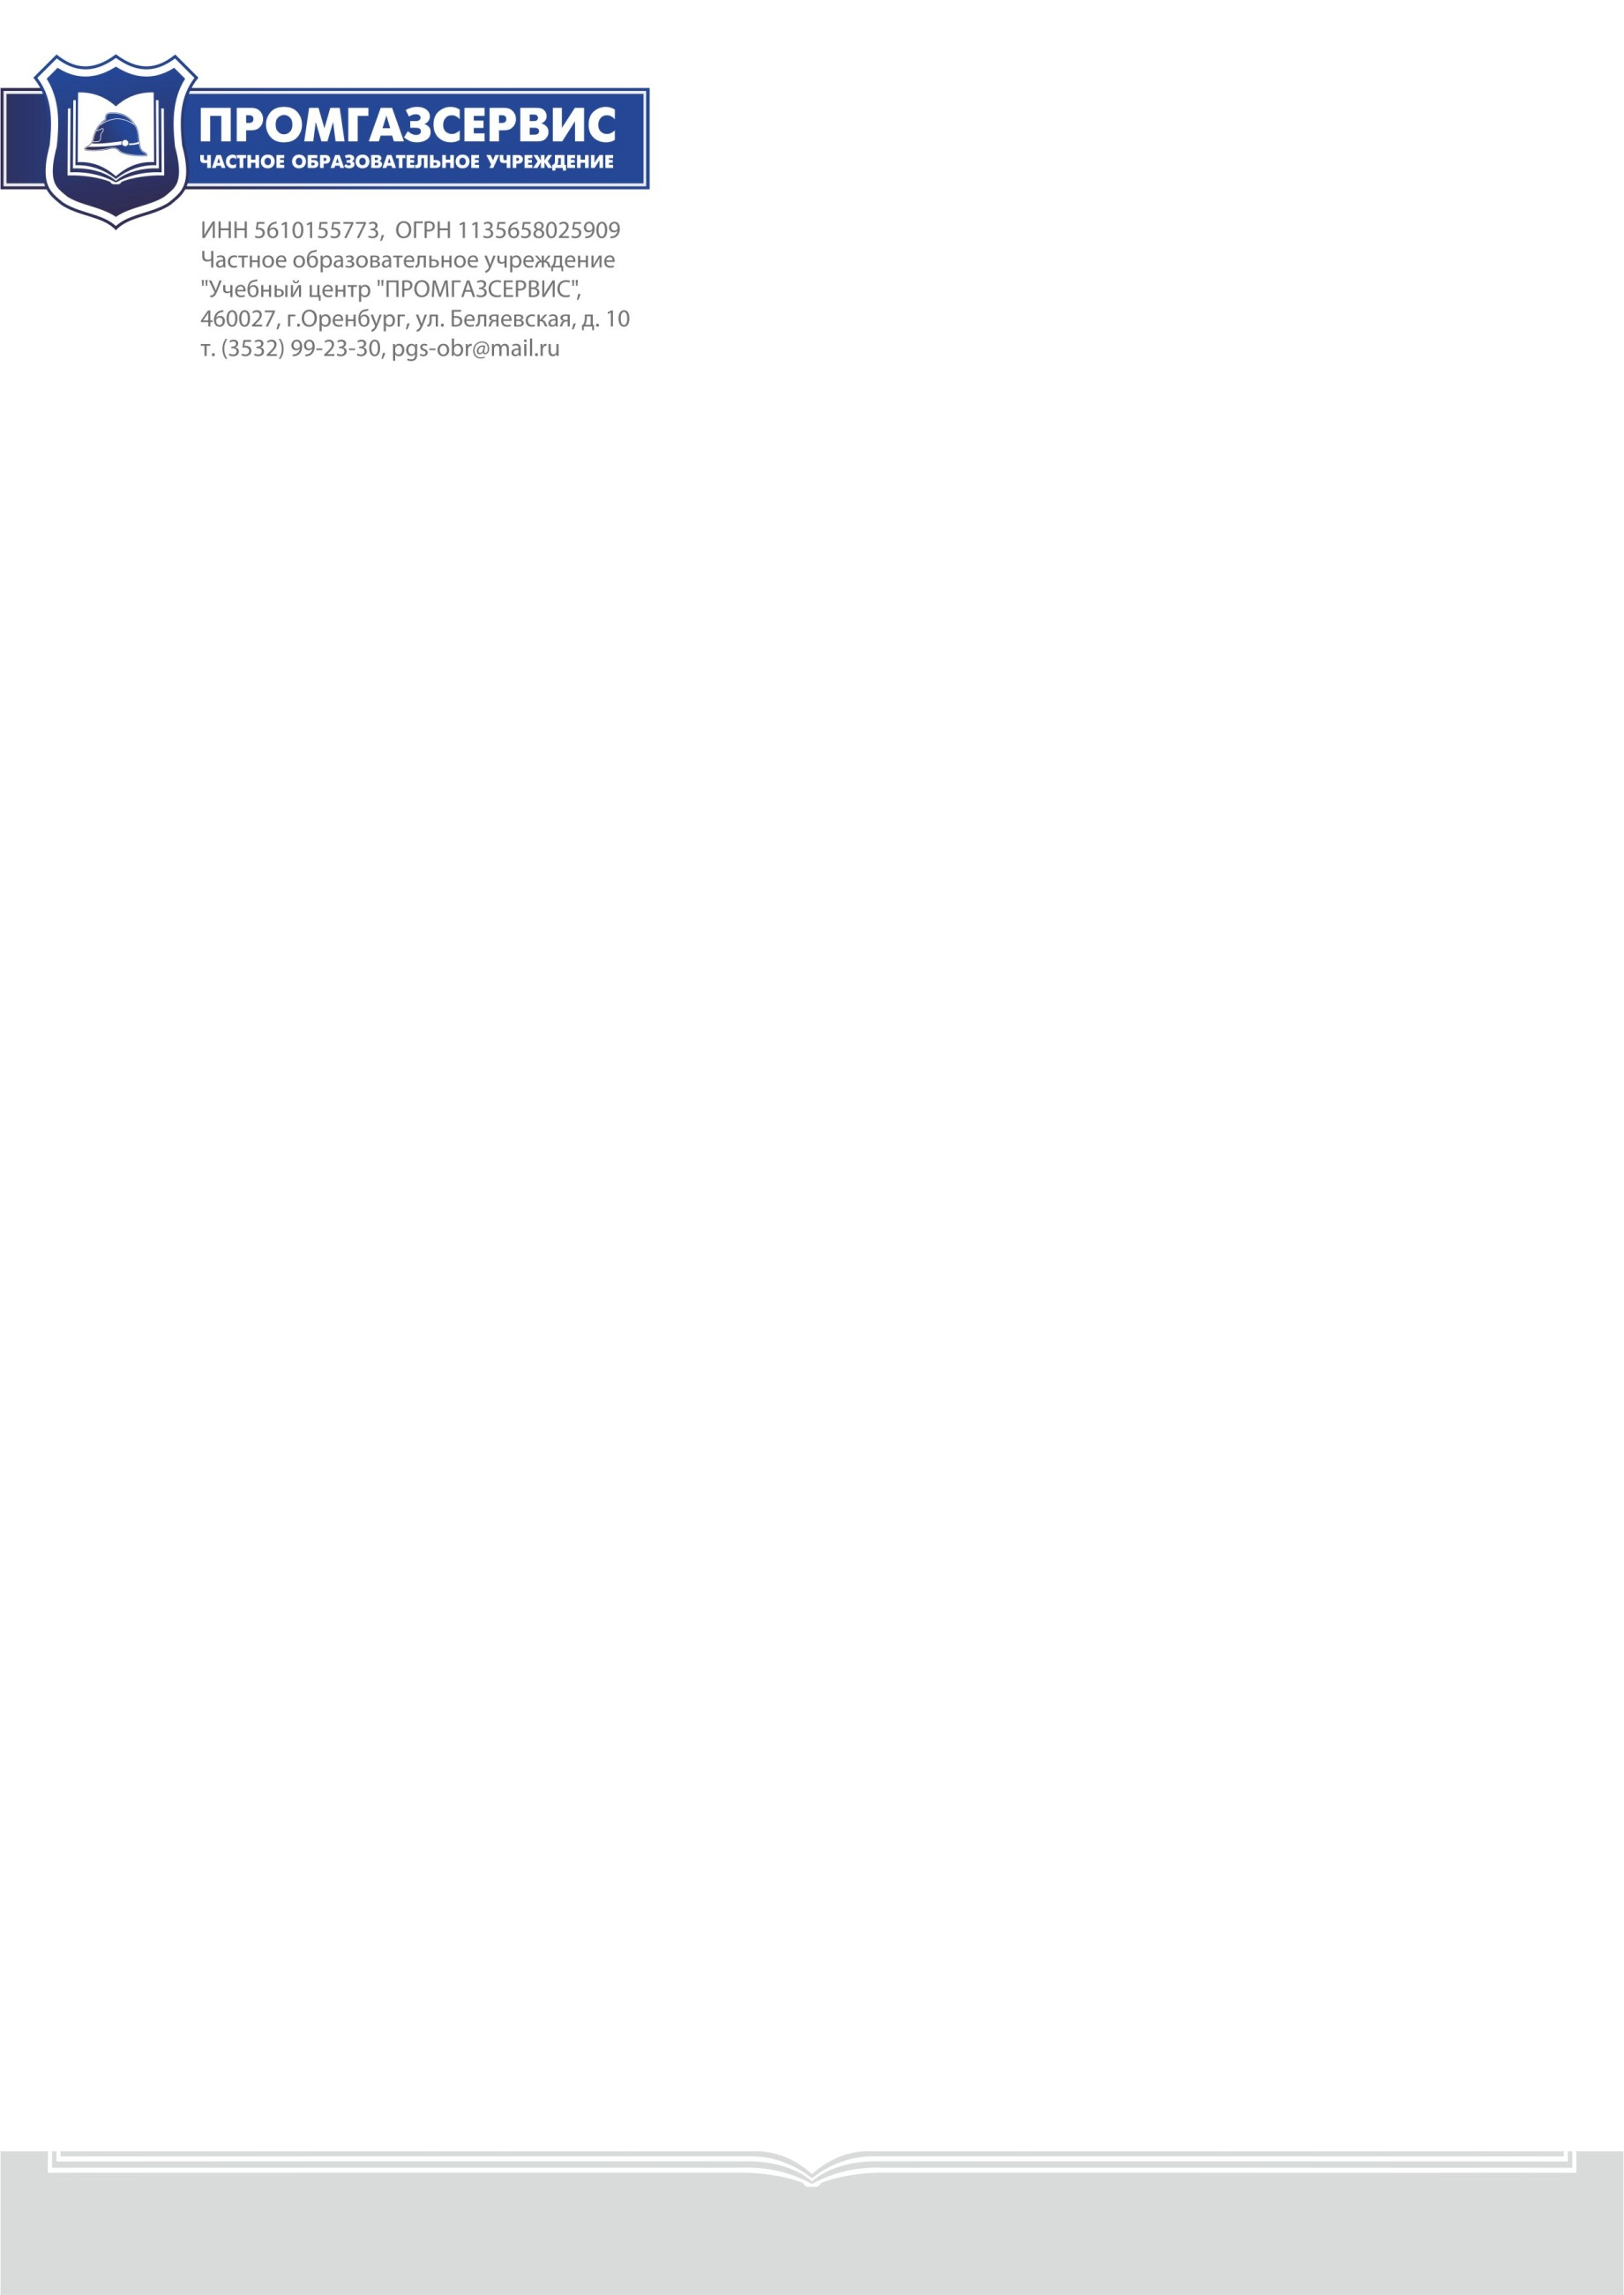 ПРОМГАЗСЕРВИС
ЧАСТНОЕ ОБРАЗОВАТЕЛЬНОЕ УЧРЕЖДЕНИЕ
ИНН 5610155773,  ОГРН 1135658025909
Частное образовательное учреждение
"Учебный центр "ПРОМГАЗСЕРВИС",
460027, г.Оренбург, ул. Беляевская, д. 10
т. (3532) 99-23-30, pgs-obr@mail.ru